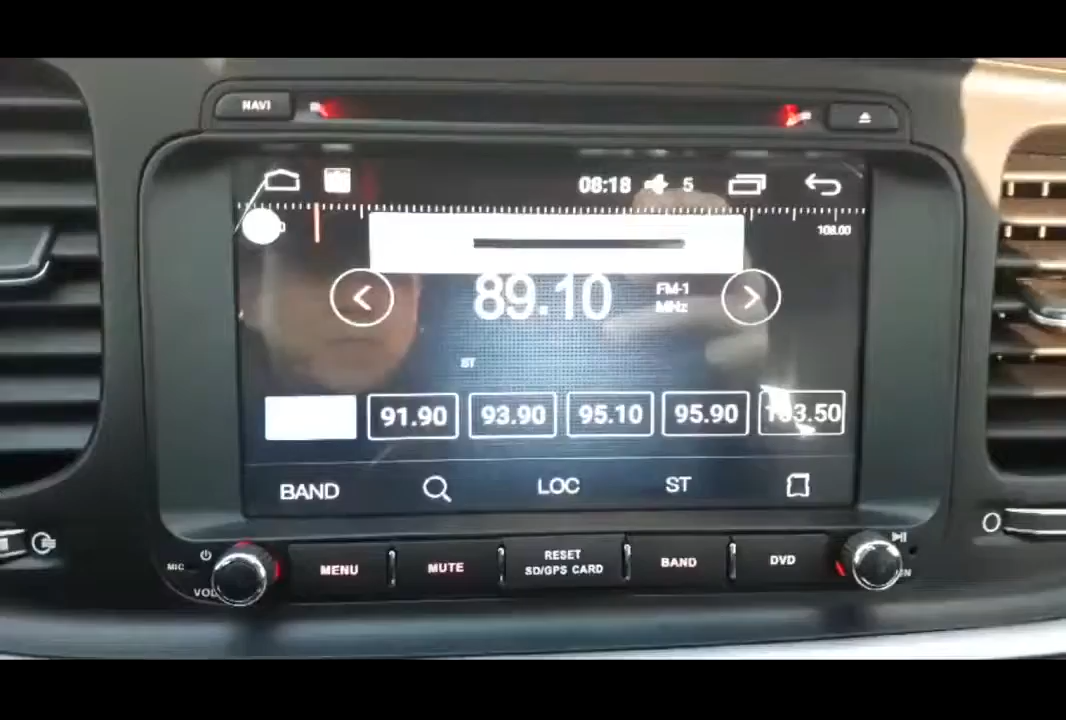 NAVI
08:18 5
108.00
89.10 FM-1
MHz
ST
91.90 93.90 95.10 95.90 103.50
BAND LOC ST
MIC MENU MUTE RESET BAND DVD
SD/GPS CARD
VOL